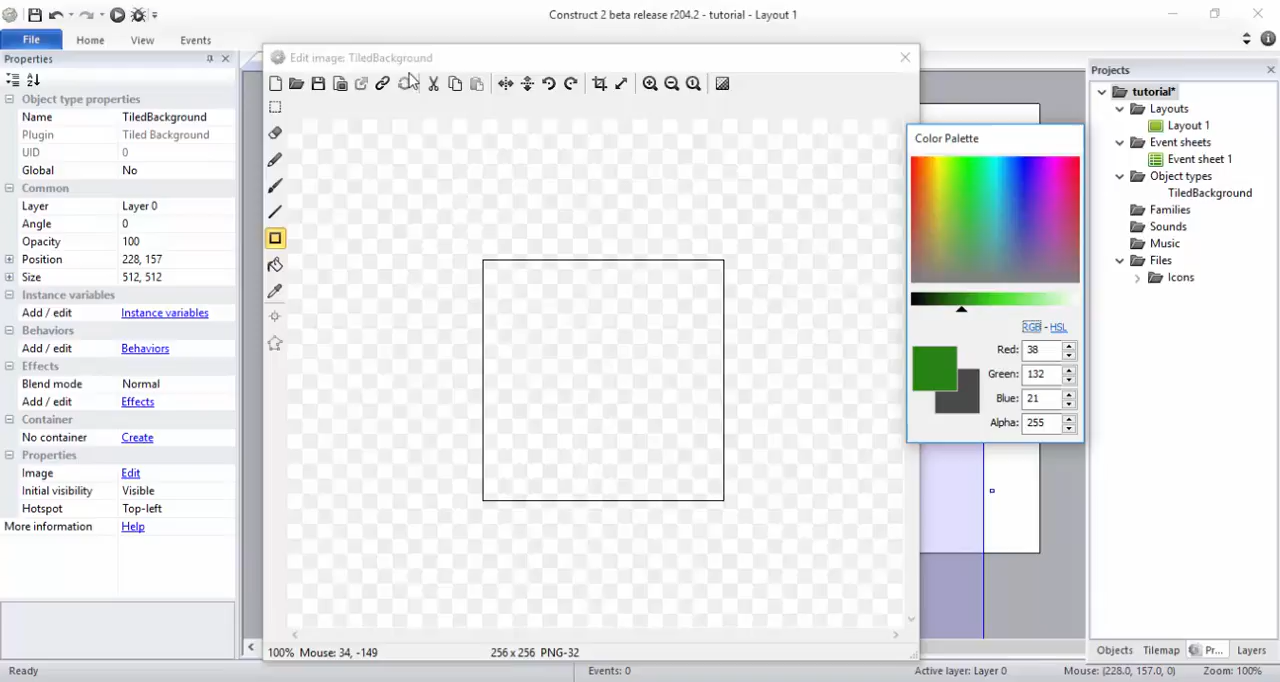 Construct 2 beta release r204.2 - tutorial - Layout 1
File
Home
View
Events
Properties
Object type properties
Name
TiledBackground
Plugin
Tiled Background
UID
0
Global
No
Common
Layer
Layer 0
Angle
0
Opacity
100
Position
228, 157
Size
512, 512
Instance variables
Add / edit
Instance variables
Behaviors
Add / edit
Behaviors
Effects
Blend mode
Normal
Add / edit
Effects
Container
No container
Create
Properties
Image
Edit
Initial visibility
Visible
Hotspot
Top-left
More information
Help
Edit image: TiledBackground
100% Mouse: 34, -149
256 x 256 PNG-32
Color Palette
RGB - HSL
Red: 38
Green: 132
Blue: 21
Alpha: 255
Projects
tutorial*
Layouts
Layout 1
Event sheets
Event sheet 1
Object types
TiledBackground
Families
Sounds
Music
Files
Icons
Objects
Tilemap
Pr...
Layers
Ready
Events: 0
Active layer: Layer 0
Mouse: (228.0, 157.0, 0)
Zoom: 100%